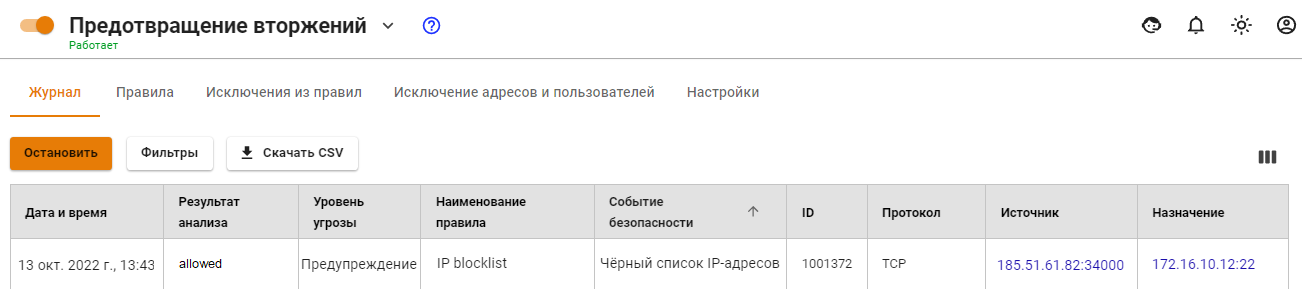 Предотвращение вторжений
Работает
Журнал Правила Исключения из правил Исключение адресов и пользователей Настройки
Остановить Фильтры Скачать CSV
Дата и время Результат анализа Уровень угрозы Наименование правила Событие безопасности ID Протокол Источник Назначение
13 окт. 2022 г., 13:43 allowed Предупреждение IP blocklist Чёрный список IP-адресов 1001372 TCP 185.51.61.82:34000 172.16.10.12:22